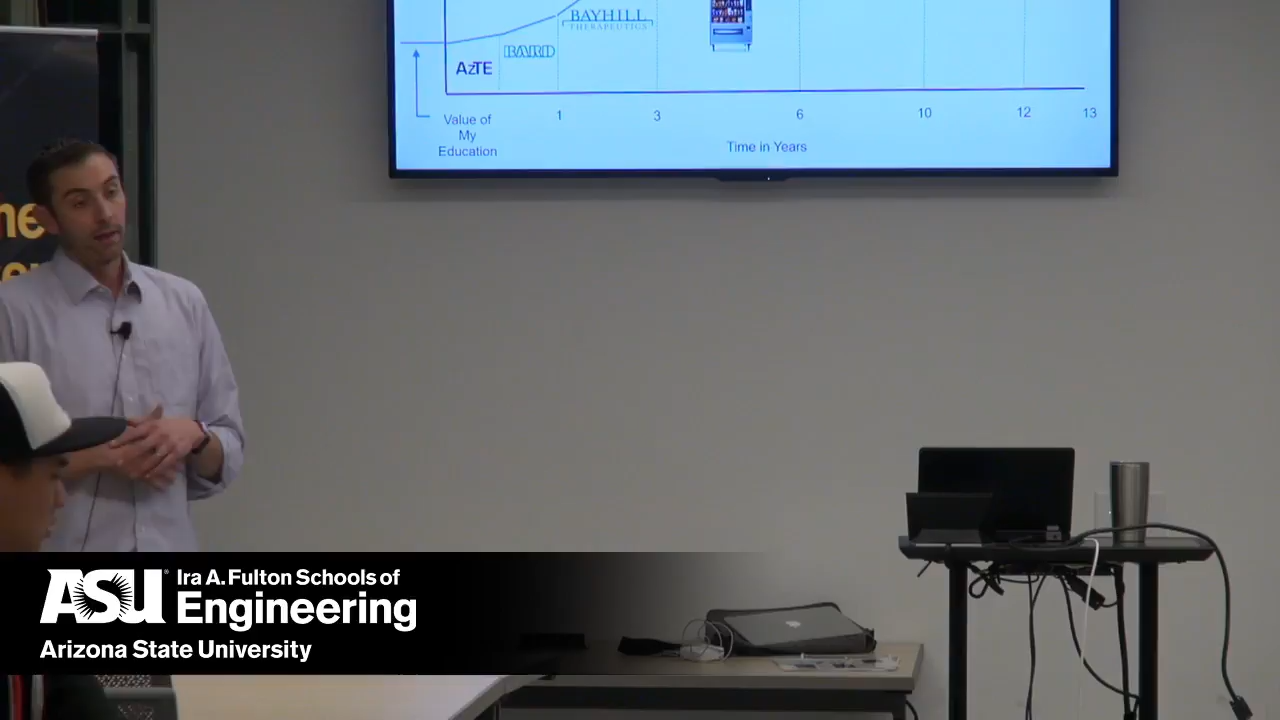 BAYHILL
THERAPEUTICS
BARD
AzTE
Value of
My
Education
1
3
6
10
12
13
Time in Years
ne
ASU
Ira A. Fulton Schools of
Engineering
Arizona State University